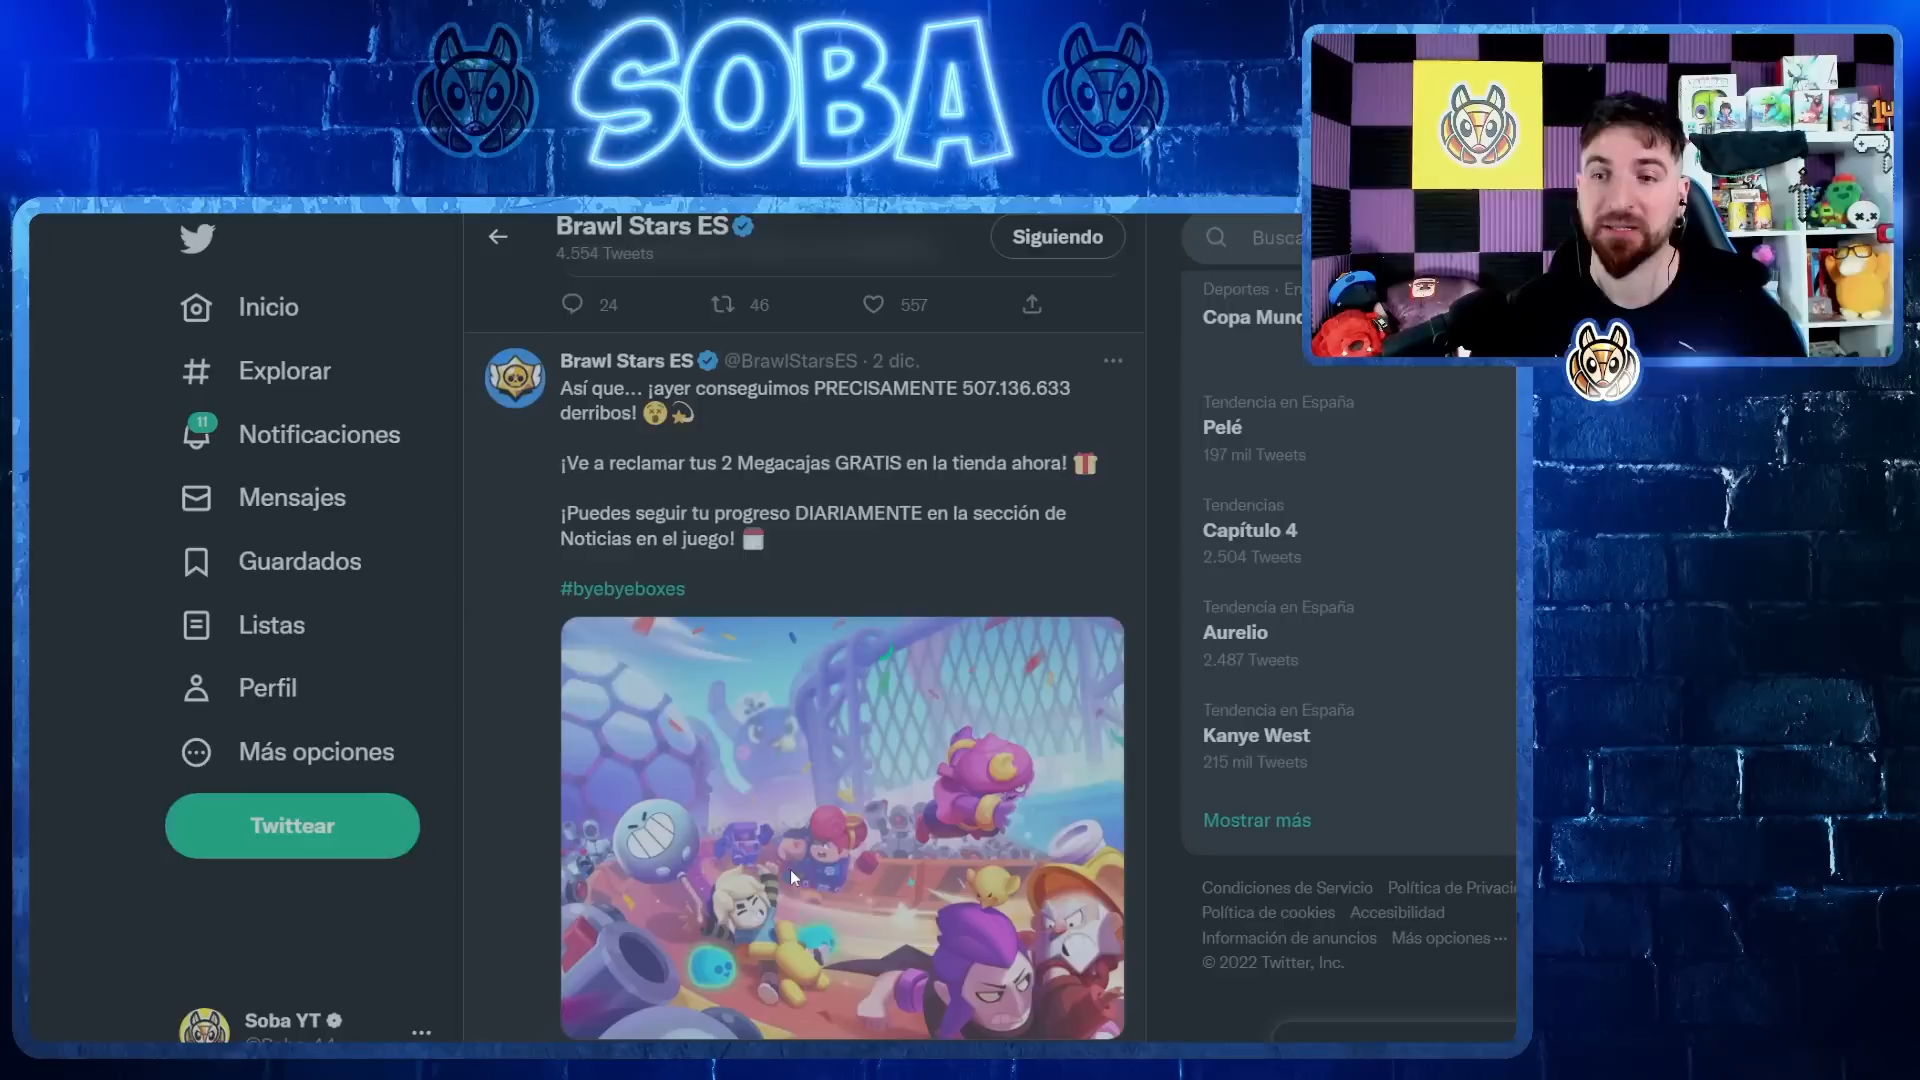 SOBA
Inicio
Explorar
11
Notificaciones
Mensajes
Guardados
Listas
Perfil
Más opciones
Twittear
Soba YT
Brawl Stars ES
4.554 Tweets
Siguiendo
24
46
557
Brawl Stars ES @BrawlStarsES · 2 dic.
Así que... ¡ayer conseguimos PRECISAMENTE 507.136.633
derribos! 😵💫
¡Ve a reclamar tus 2 Megacajas GRATIS en la tienda ahora! 🎁
¡Puedes seguir tu progreso DIARIAMENTE en la sección de
Noticias en el juego! 🗓️
#byebyeboxes
Busca
Deportes · En
Copa Mund
Tendencia en España
Pelé
197 mil Tweets
Tendencias
Capítulo 4
2.504 Tweets
Tendencia en España
Aurelio
2.487 Tweets
Tendencia en España
Kanye West
215 mil Tweets
Mostrar más
Condiciones de Servicio Política de Privaci
Política de cookies Accesibilidad
Información de anuncios Más opciones ···
© 2022 Twitter, Inc.